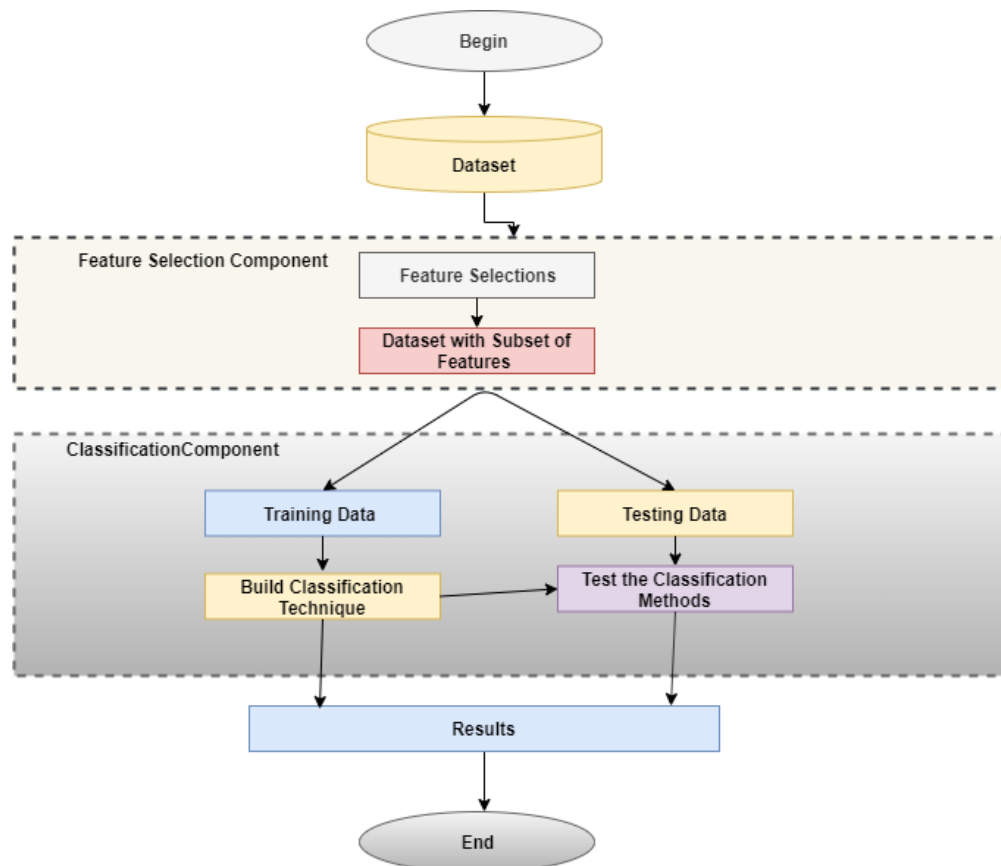 Begin
Dataset
Feature Selection Component
Feature Selections
Dataset with Subset of
Features
ClassificationComponent
Training Data
Testing Data
Build Classification
Technique
Test the Classification
Methods
Results
End